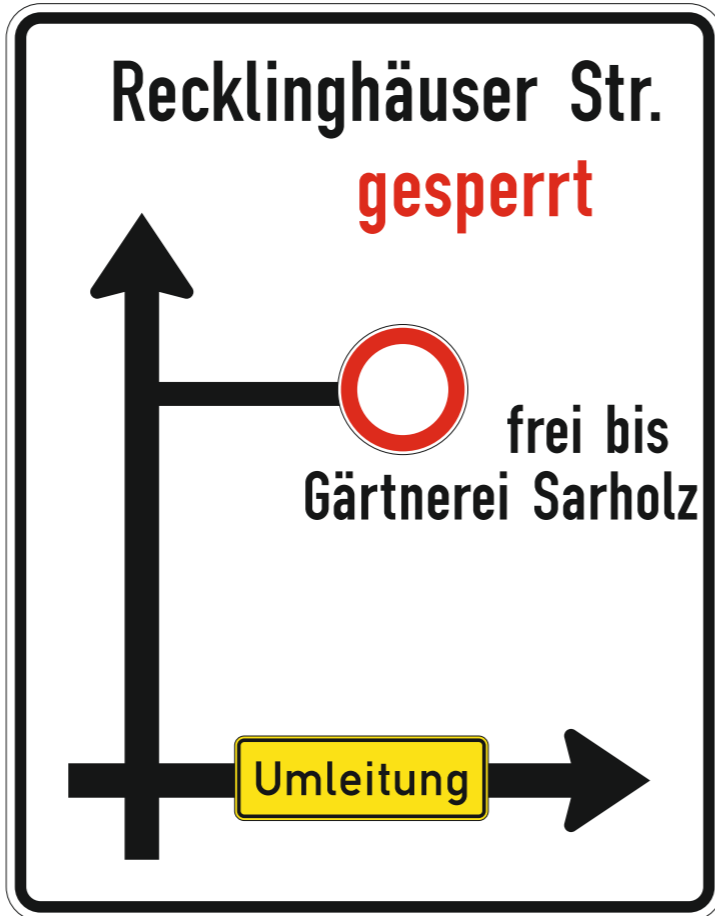 Recklinghäuser Str.
gesperrt
frei bis
Gärtnerei Sarholz
Umleitung